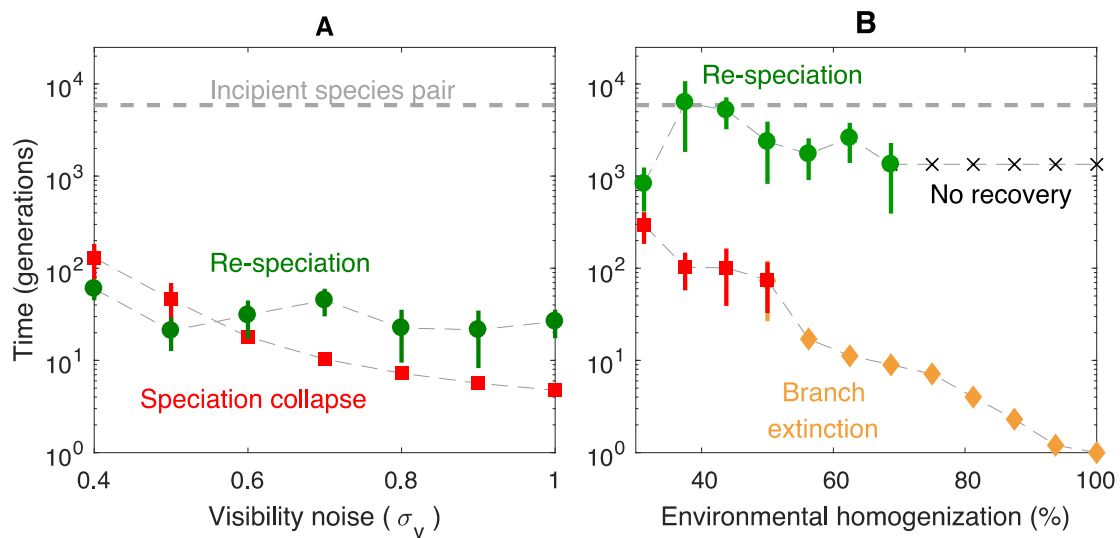 A
B
Time (generations)
10^4
10^3
10^2
10^1
10^0
Incipient species pair
Re-speciation
Speciation collapse
0.4
0.6
0.8
1
Visibility noise ( σ_v )
10^4
10^3
10^2
10^1
10^0
Re-speciation
No recovery
Branch
extinction
40
60
80
100
Environmental homogenization (%)